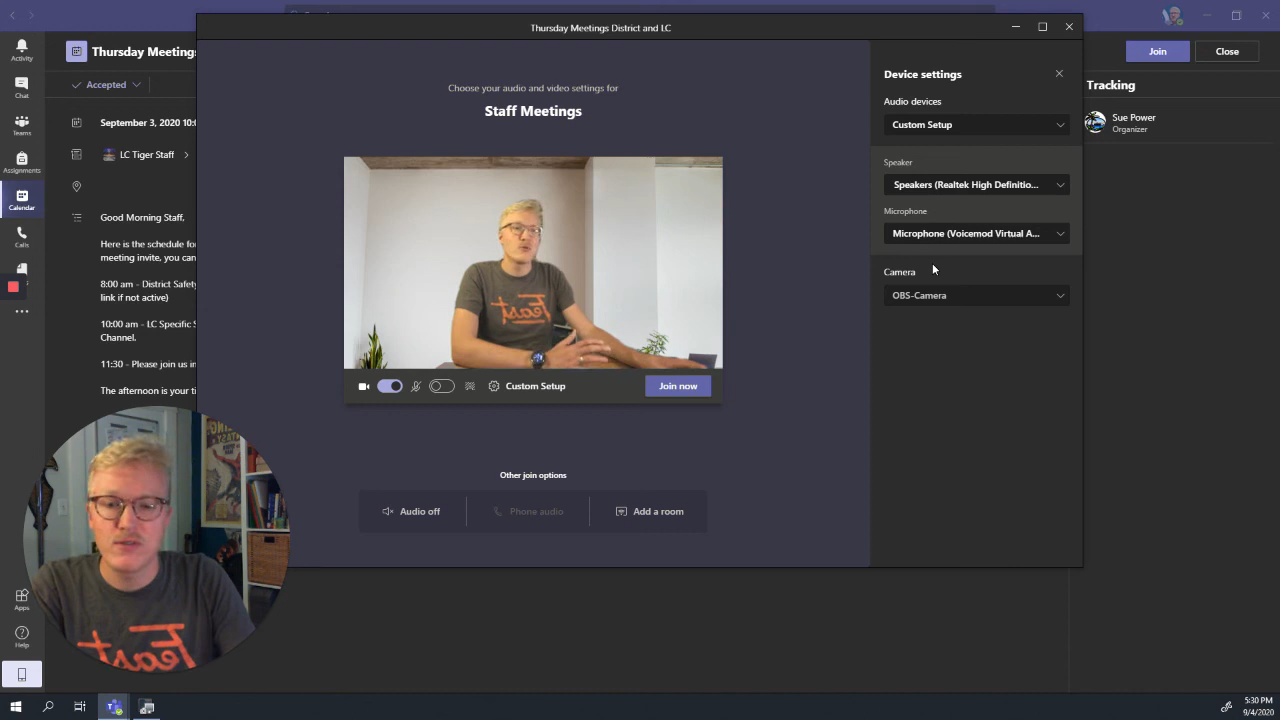 Thursday Meetings District and LC
Activity
Chat
Teams
Assignments
Calendar
Calls
Apps
Help
Thursday Meetings
Accepted
September 3, 2020 10:
LC Tiger Staff
Good Morning Staff,
Here is the schedule fo
meeting invite, you can
8:00 am - District Safety
link if not active)
10:00 am - LC Specific S
Channel.
11:30 - Please join us in
The afternoon is your ti
Choose your audio and video settings for
Staff Meetings
Feast
Custom Setup
Join now
Other join options
Audio off
Phone audio
Add a room
Device settings
Audio devices
Custom Setup
Speaker
Speakers (Realtek High Definitio...
Microphone
Microphone (Voicemod Virtual A...
Camera
OBS-Camera
Join
Close
Tracking
Sue Power
Organizer
Feast
5:30 PM
9/4/2020